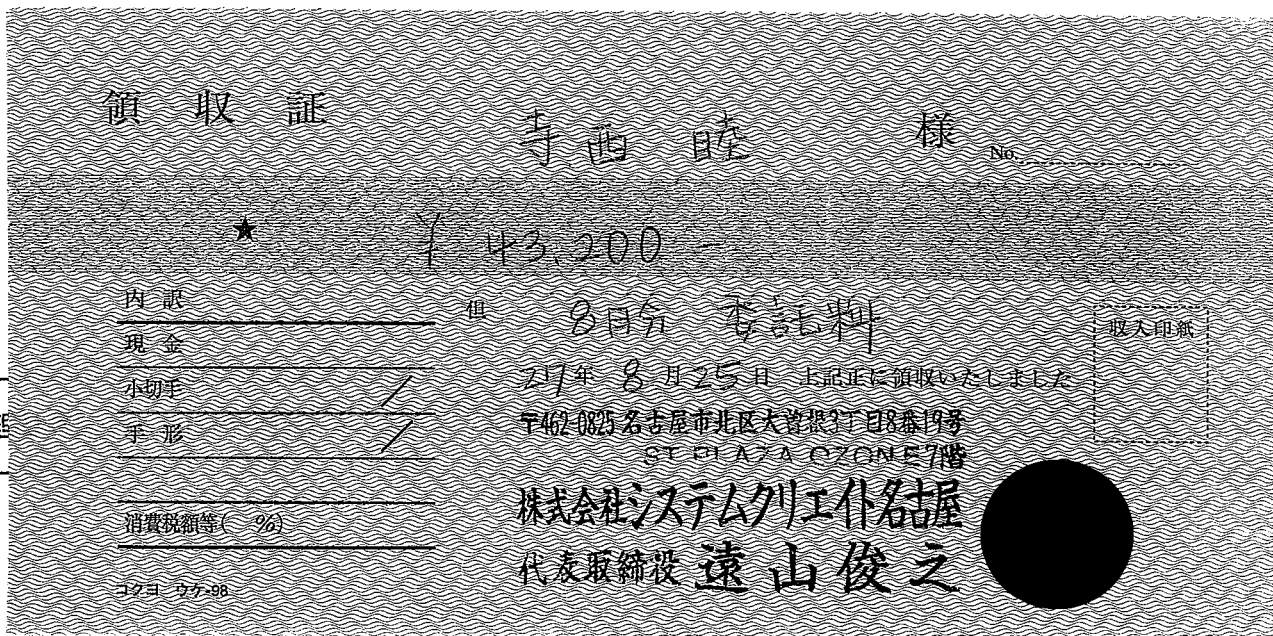 領収証 寺西 睦 様 No.
★ ¥43,200－
内訳 但 8月分 委託料 収入印紙
現金
小切手 217年 8月25日 上記正に領収いたしました
手形 〒462-0825 名古屋市北区大曽根3丁目8番19号
ST PLAZA OZONE 7階
株式会社システムクリエイト名古屋
消費税額等( %)
代表取締役 遠山俊之
コクヨ ウケ-98